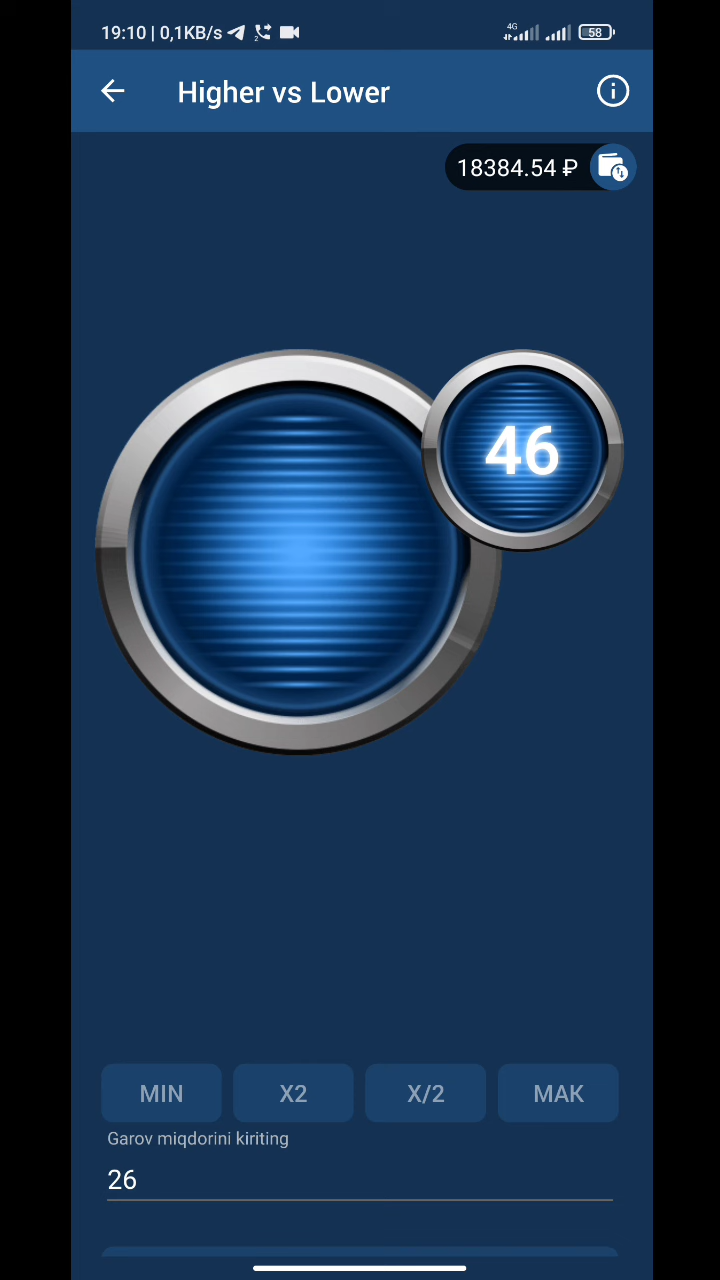 19:10 | 0,1KB/s 4G 58
Higher vs Lower
18384.54 ₽
46
MIN X2 X/2 MAK
Garov miqdorini kiriting
26